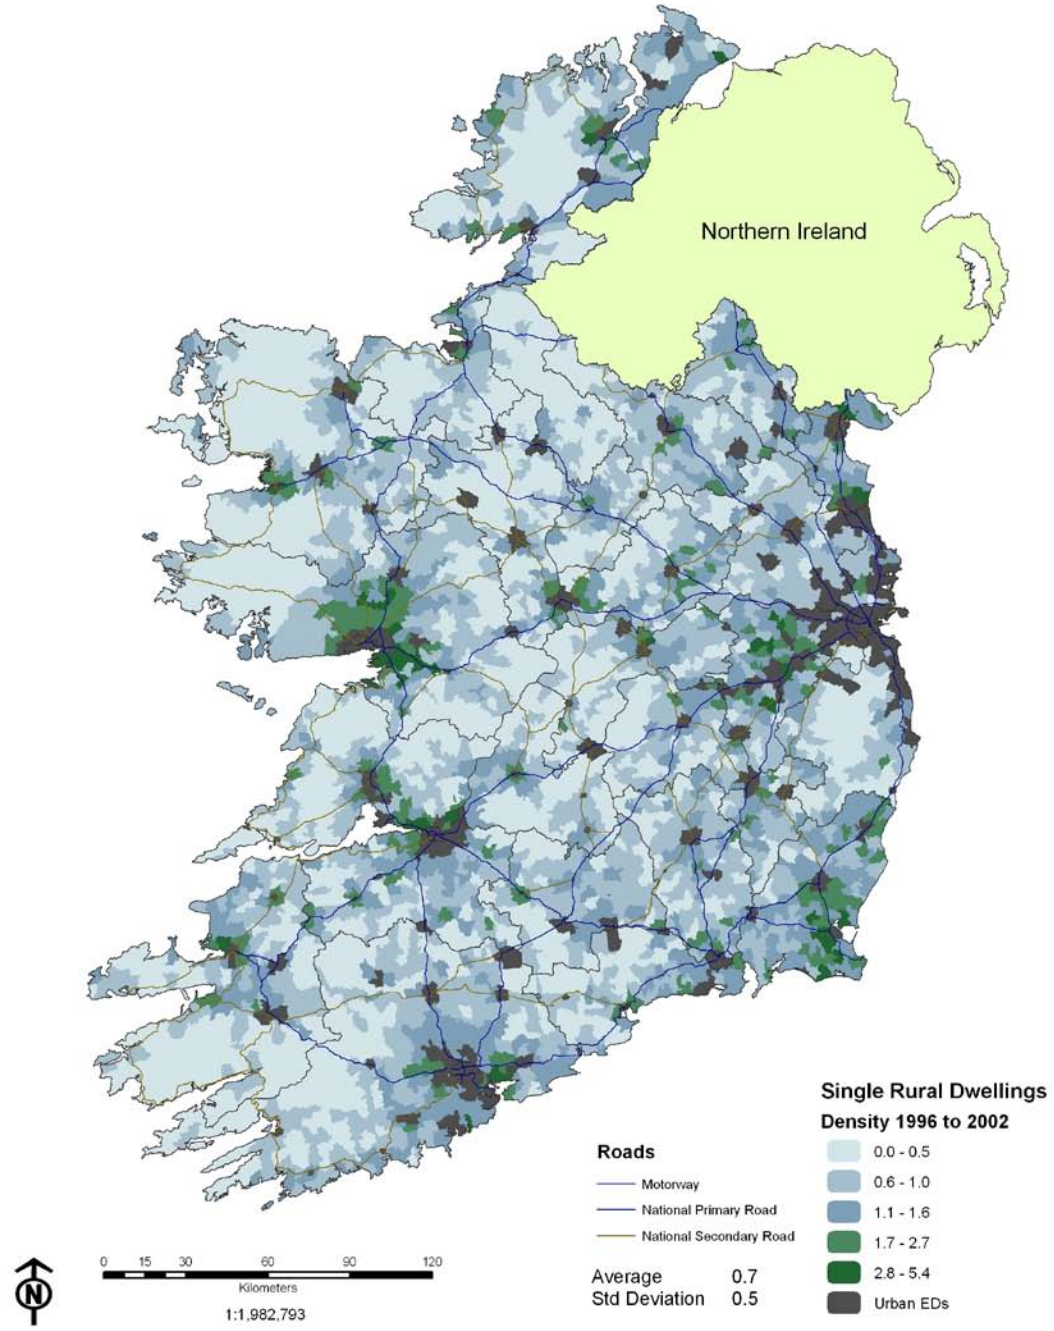 Northern Ireland
Single Rural Dwellings
Density 1996 to 2002
0.0 - 0.5
0.6 - 1.0
1.1 - 1.6
1.7 - 2.7
2.8 - 5.4
Urban EDs
Roads
Motorway
National Primary Road
National Secondary Road
Average 0.7
Std Deviation 0.5
0 15 30 60 90 120
Kilometers
1:1,982,793
N